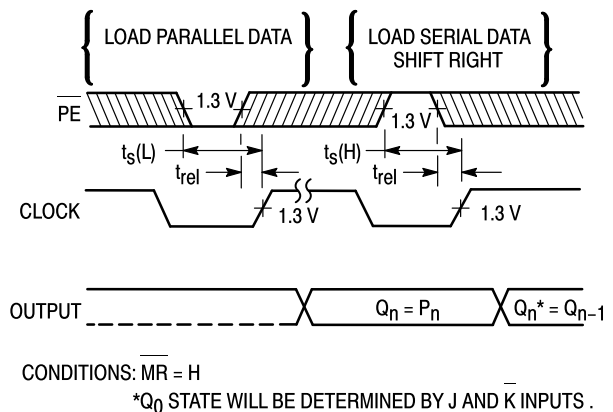 LOAD PARALLEL DATA
LOAD SERIAL DATA
SHIFT RIGHT
PE
1.3 V
1.3 V
ts(L)
ts(H)
trel
trel
CLOCK
1.3 V
1.3 V
OUTPUT
Qn = Pn
Qn* = Qn–1
CONDITIONS: MR = H
*Q0 STATE WILL BE DETERMINED BY J AND K INPUTS .